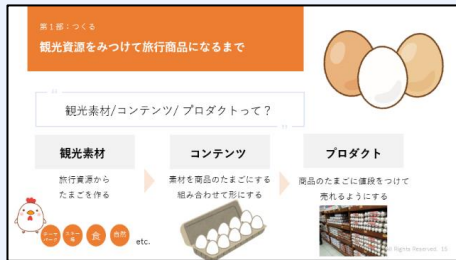 第１部：つくる
観光資源をみつけて旅行商品になるまで
観光素材/コンテンツ/プロダクトって？
観光素材
コンテンツ
プロダクト
旅行資源から
たまごを作る
素材を商品のたまごにする
組み合わせて形にする
商品のたまごに値段をつけて
売れるようにする
テーマ
パーク
食
自然
etc.
Rights Reserved.